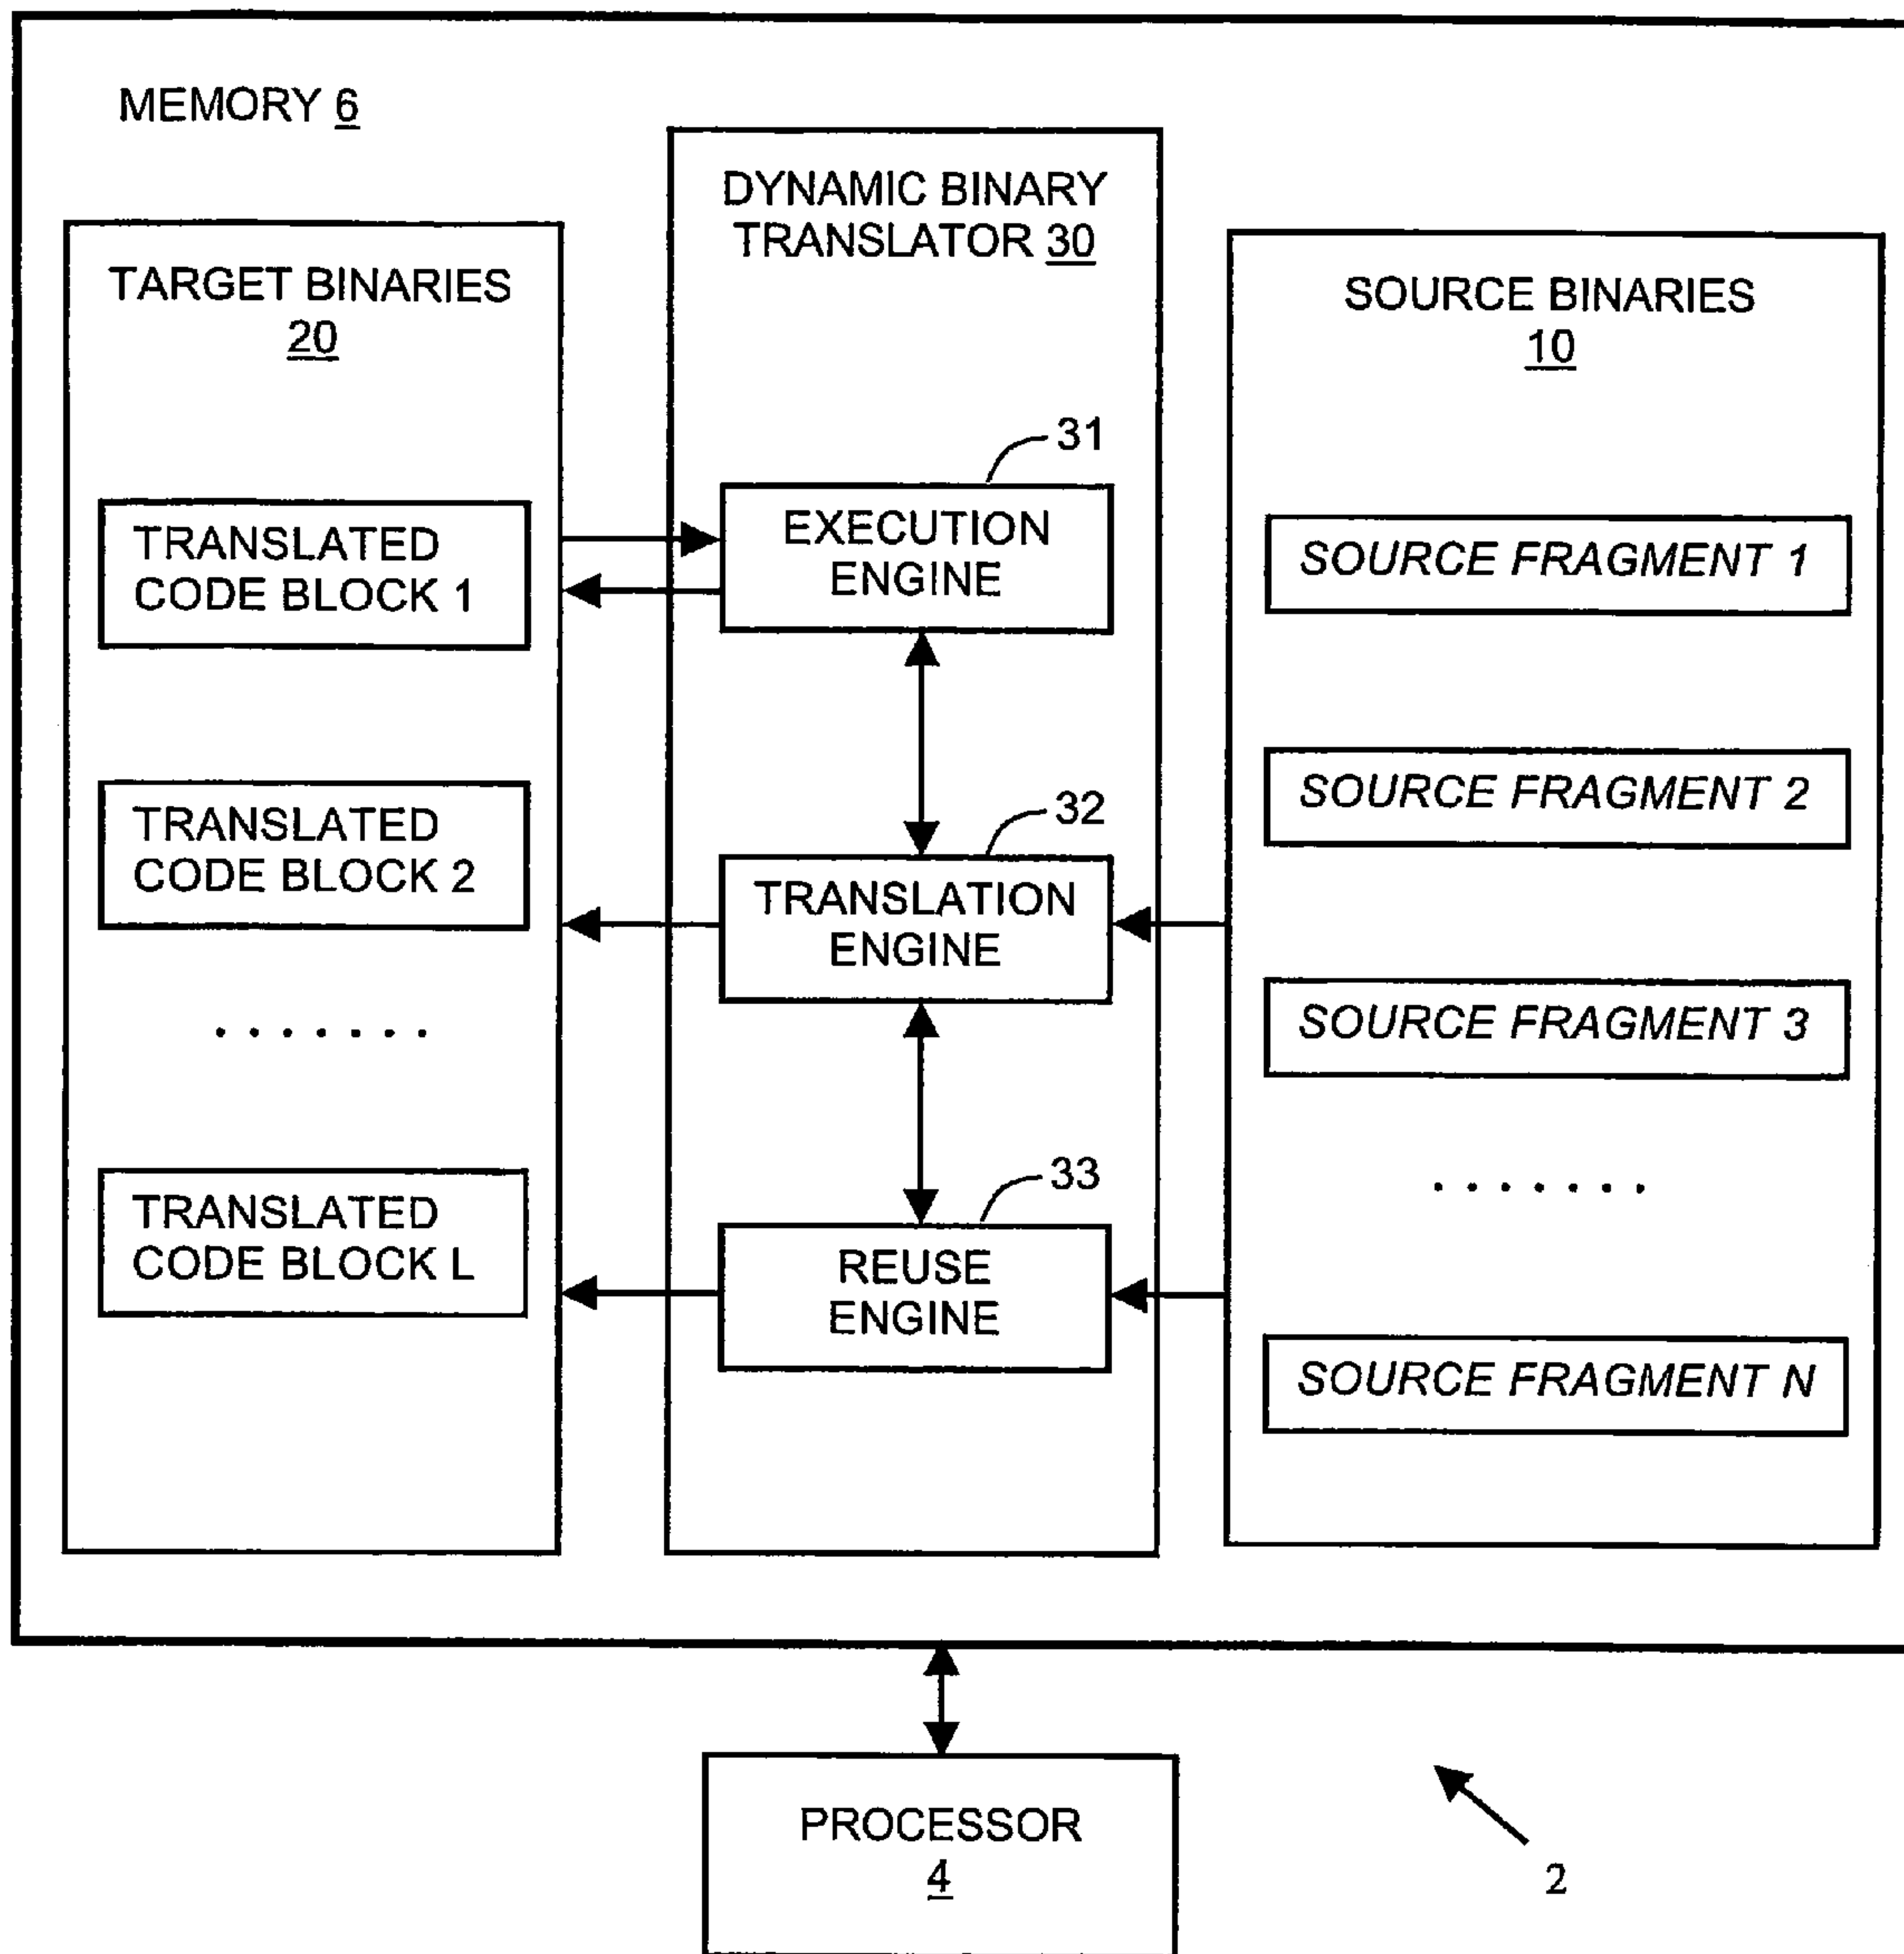 MEMORY 6
TARGET BINARIES
20
TRANSLATED
CODE BLOCK 1
TRANSLATED
CODE BLOCK 2
. . . . . . .
TRANSLATED
CODE BLOCK L
DYNAMIC BINARY
TRANSLATOR 30
31
EXECUTION
ENGINE
32
TRANSLATION
ENGINE
33
REUSE
ENGINE
SOURCE BINARIES
10
SOURCE FRAGMENT 1
SOURCE FRAGMENT 2
SOURCE FRAGMENT 3
. . . . . . .
SOURCE FRAGMENT N
PROCESSOR
4
2